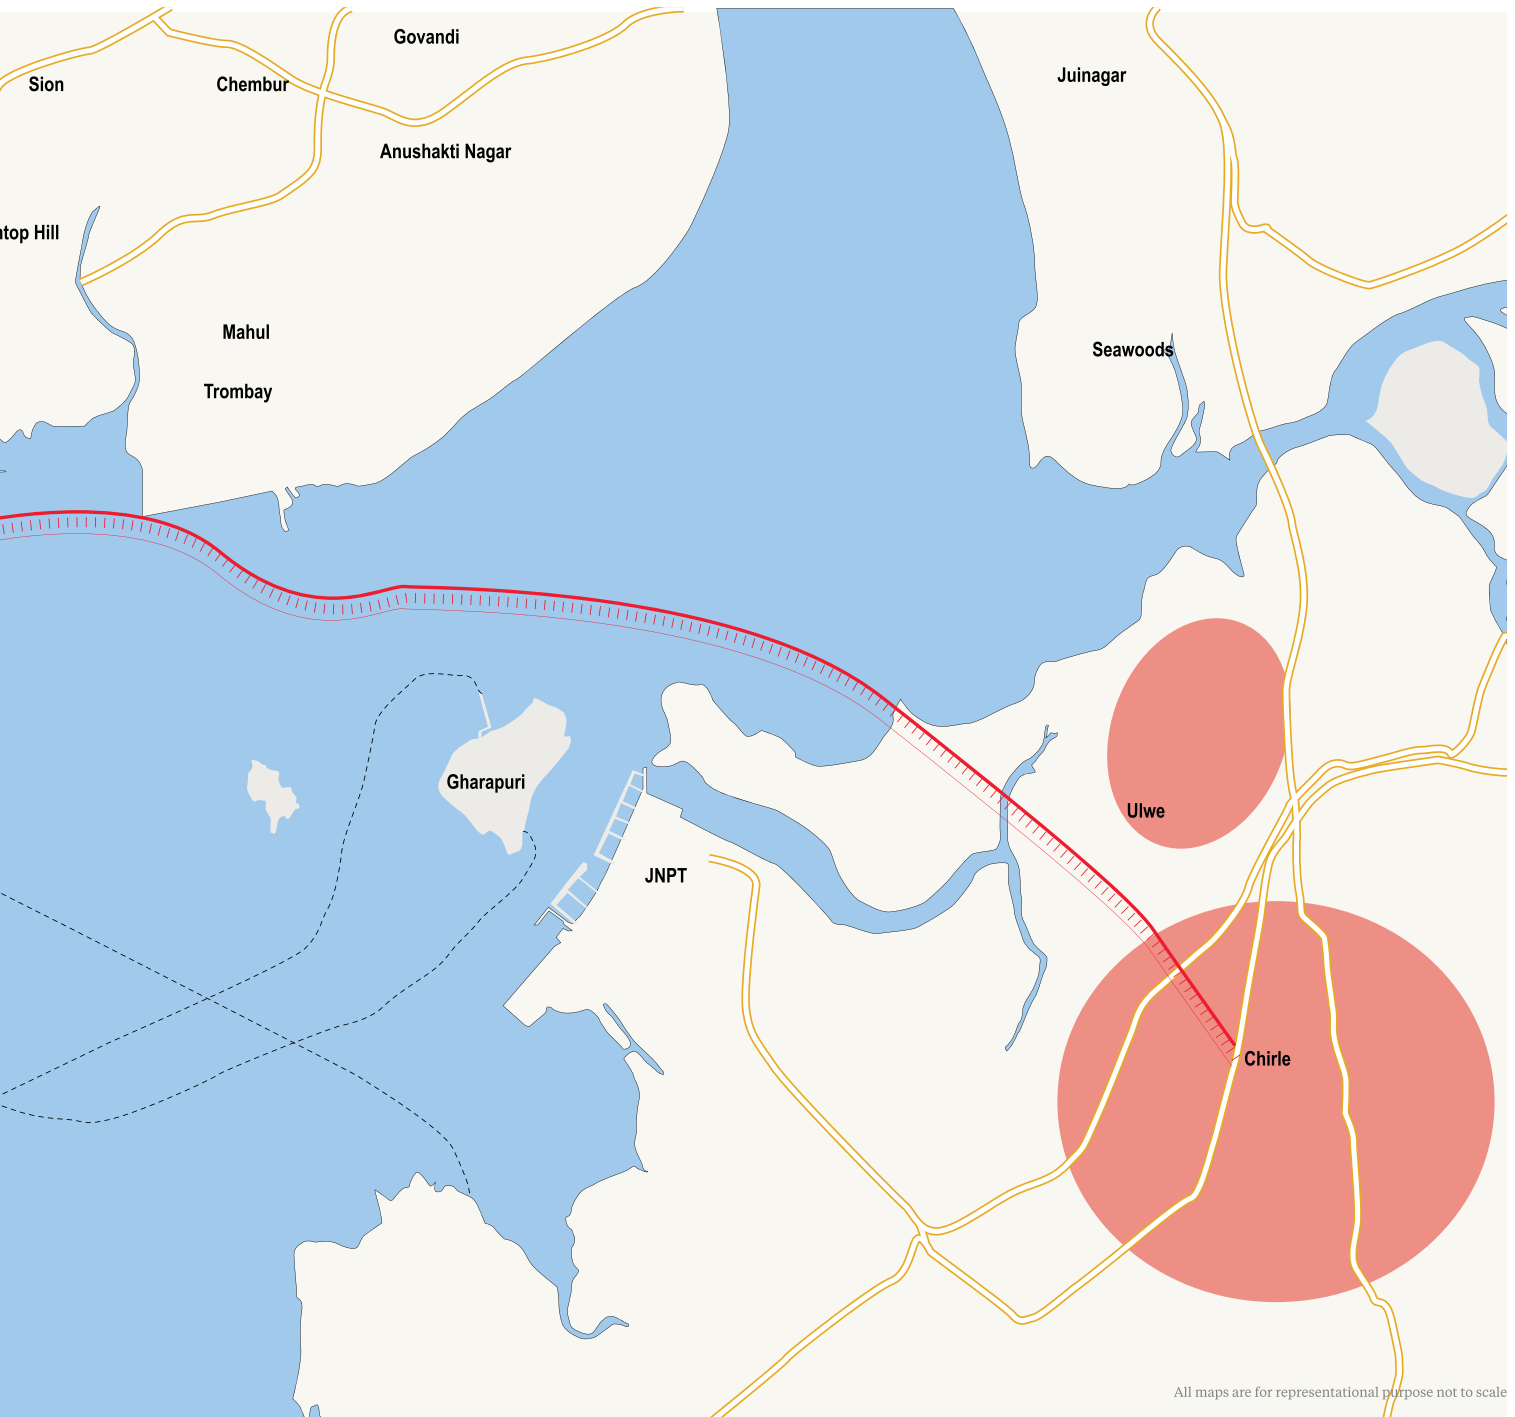 Govandi
Juinagar
Sion
Chembur
Anushakti Nagar
ntop Hill
Mahul
Seawoods
Trombay
Gharapuri
Ulwe
JNPT
Chirle
All maps are for representational purpose not to scale